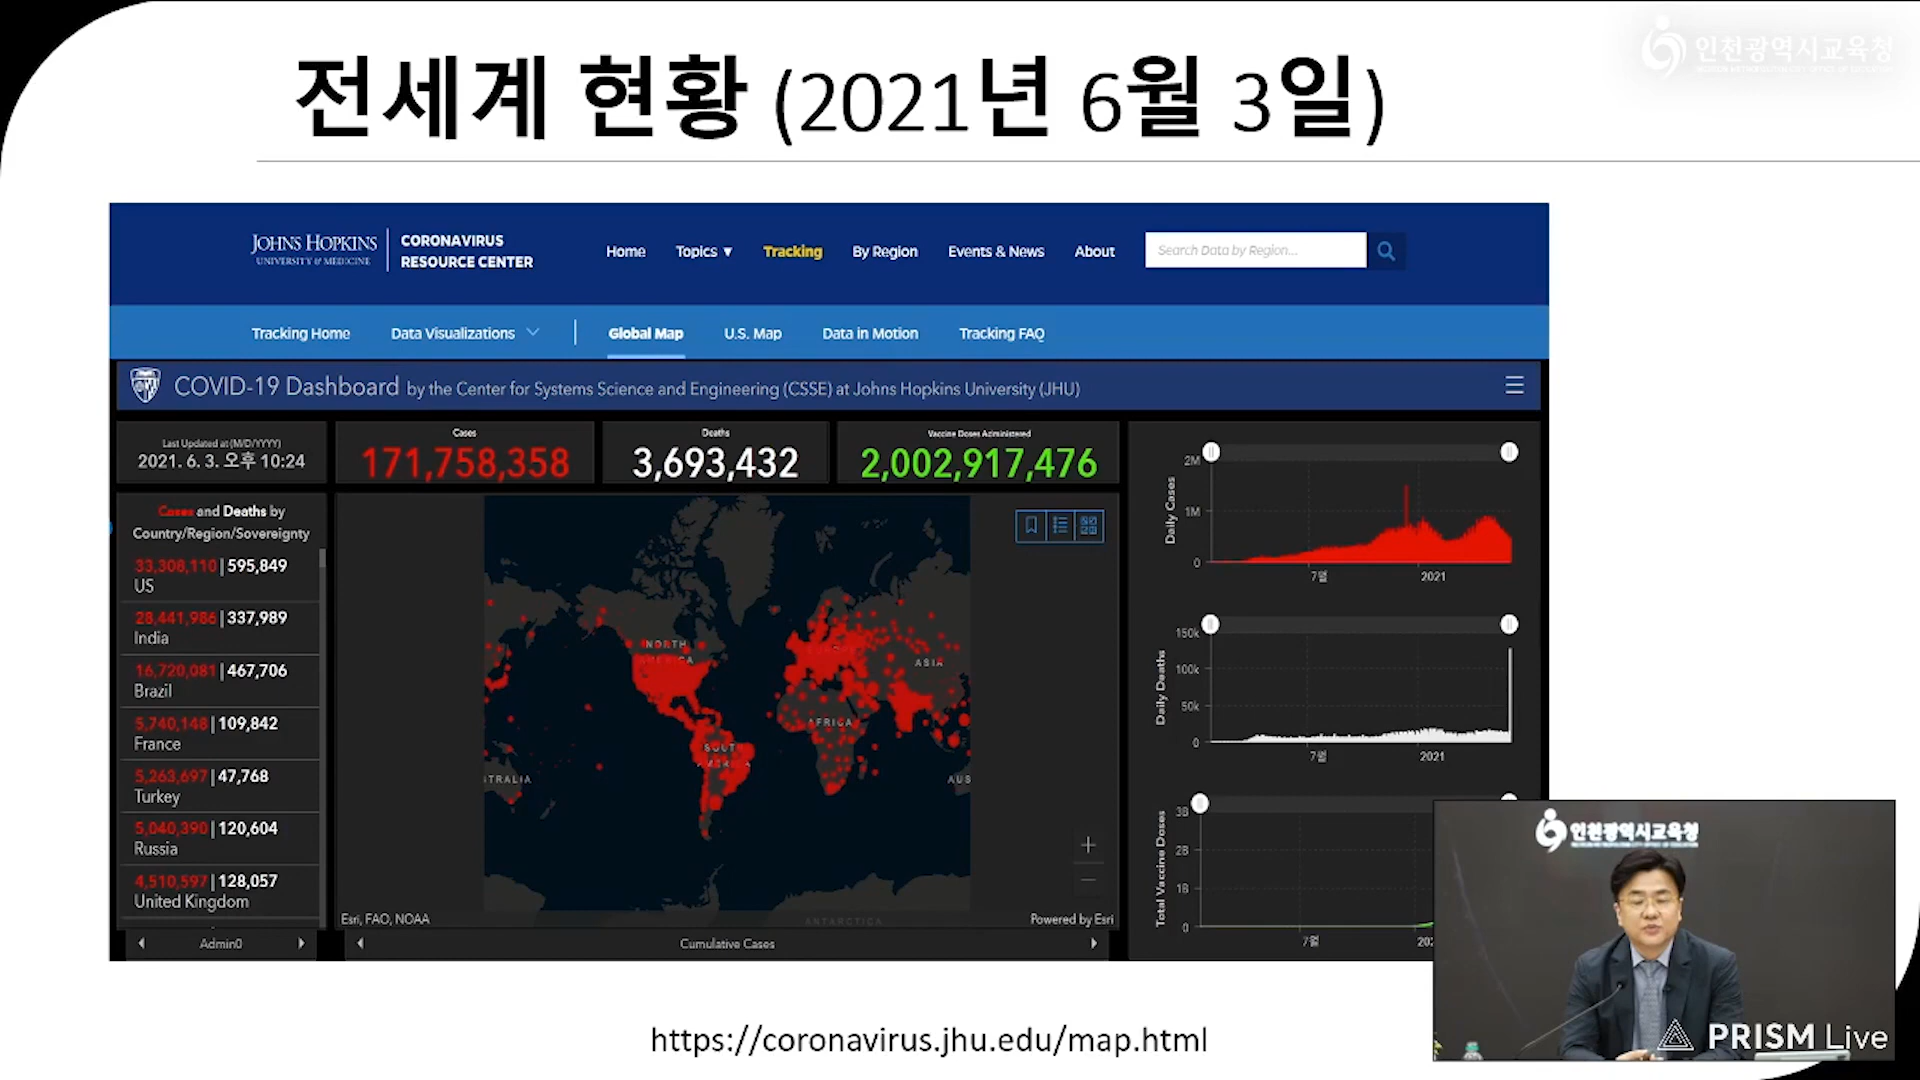 전세계 현황 (2021년 6월 3일)
인천광역시교육청
JOHNS HOPKINS
UNIVERSITY & MEDICINE
CORONAVIRUS
RESOURCE CENTER
Home
Topics ▼
Tracking
By Region
Events & News
About
Search Data by Region...
Tracking Home
Data Visualizations
Global Map
U.S. Map
Data in Motion
Tracking FAQ
COVID-19 Dashboard by the Center for Systems Science and Engineering (CSSE) at Johns Hopkins University (JHU)
Last Updated at (M/D/YYYY)
2021. 6. 3. 오후 10:24
Cases
171,758,358
Deaths
3,693,432
Vaccine Doses Administered
2,002,917,476
Cases and Deaths by
Country/Region/Sovereignty
33,308,110 | 595,849
US
28,441,986 | 337,989
India
16,720,081 | 467,706
Brazil
5,740,148 | 109,842
France
5,263,697 | 47,768
Turkey
5,040,390 | 120,604
Russia
4,510,597 | 128,057
United Kingdom
Admin0
NORTH
AMERICA
EUROPE
ASIA
AFRICA
SOUTH
AMERICA
TRALIA
AUS
ANTARCTICA
Esri, FAO, NOAA
Powered by Esri
Cumulative Cases
Daily Cases
2M
1M
0
7월
2021
Daily Deaths
150k
100k
50k
0
7월
2021
Total Vaccine Doses
3B
2B
1B
0
7월
202
인천광역시교육청
PRISM Live
https://coronavirus.jhu.edu/map.html